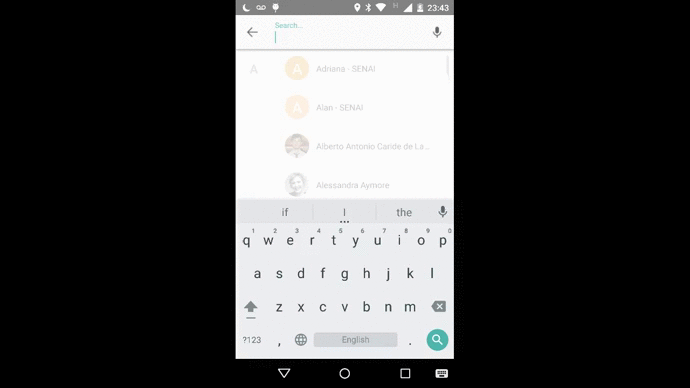 H 23:43
Search...
A A Adriana - SENAI
A Alan - SENAI
Alberto Antonio Caride de La...
Alessandra Aymore
if I the
1 2 3 4 5 6 7 8 9 0
q w e r t y u i o p
a s d f g h j k l
z x c v b n m
?123 , English .